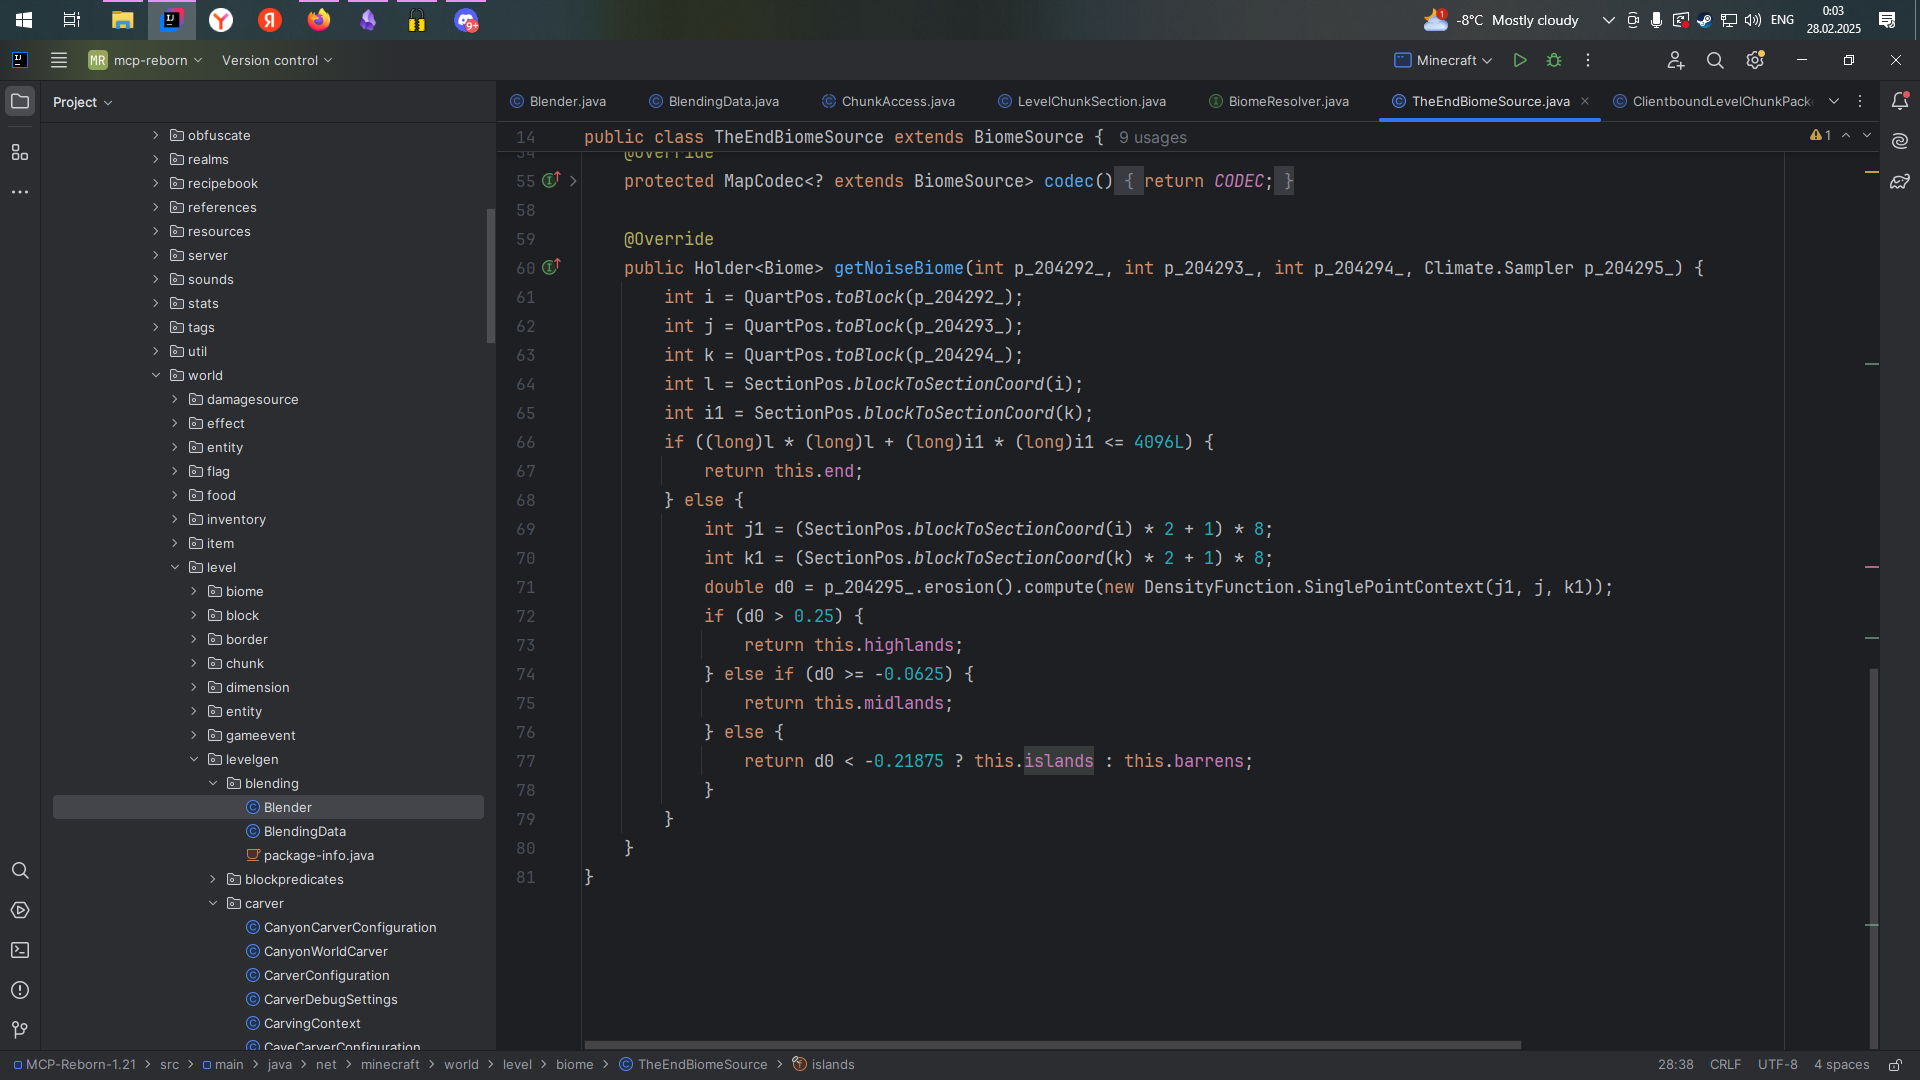 -8°C Mostly cloudy
ENG
0:03
28.02.2025
MR mcp-reborn Version control
Minecraft
Project
Blender.java
BlendingData.java
ChunkAccess.java
LevelChunkSection.java
BiomeResolver.java
TheEndBiomeSource.java
ClientboundLevelChunkPack
obfuscate
realms
recipebook
references
resources
server
sounds
stats
tags
util
world
damagesource
effect
entity
flag
food
inventory
item
level
biome
block
border
chunk
dimension
entity
gameevent
levelgen
blending
Blender
BlendingData
package-info.java
blockpredicates
carver
CanyonCarverConfiguration
CanyonWorldCarver
CarverConfiguration
CarverDebugSettings
CarvingContext
CaveCarverConfiguration
14 public class TheEndBiomeSource extends BiomeSource { 9 usages
1
54 @Override
55 protected MapCodec<? extends BiomeSource> codec() { return CODEC; }
58
59 @Override
60 public Holder<Biome> getNoiseBiome(int p_204292_, int p_204293_, int p_204294_, Climate.Sampler p_204295_) {
61 int i = QuartPos.toBlock(p_204292_);
62 int j = QuartPos.toBlock(p_204293_);
63 int k = QuartPos.toBlock(p_204294_);
64 int l = SectionPos.blockToSectionCoord(i);
65 int i1 = SectionPos.blockToSectionCoord(k);
66 if ((long)l * (long)l + (long)i1 * (long)i1 <= 4096L) {
67 return this.end;
68 } else {
69 int j1 = (SectionPos.blockToSectionCoord(i) * 2 + 1) * 8;
70 int k1 = (SectionPos.blockToSectionCoord(k) * 2 + 1) * 8;
71 double d0 = p_204295_.erosion().compute(new DensityFunction.SinglePointContext(j1, j, k1));
72 if (d0 > 0.25) {
73 return this.highlands;
74 } else if (d0 >= -0.0625) {
75 return this.midlands;
76 } else {
77 return d0 < -0.21875 ? this.islands : this.barrens;
78 }
79 }
80 }
81 }
MCP-Reborn-1.21 > src > main > java > net > minecraft > world > level > biome > TheEndBiomeSource > islands
28:38 CRLF UTF-8 4 spaces